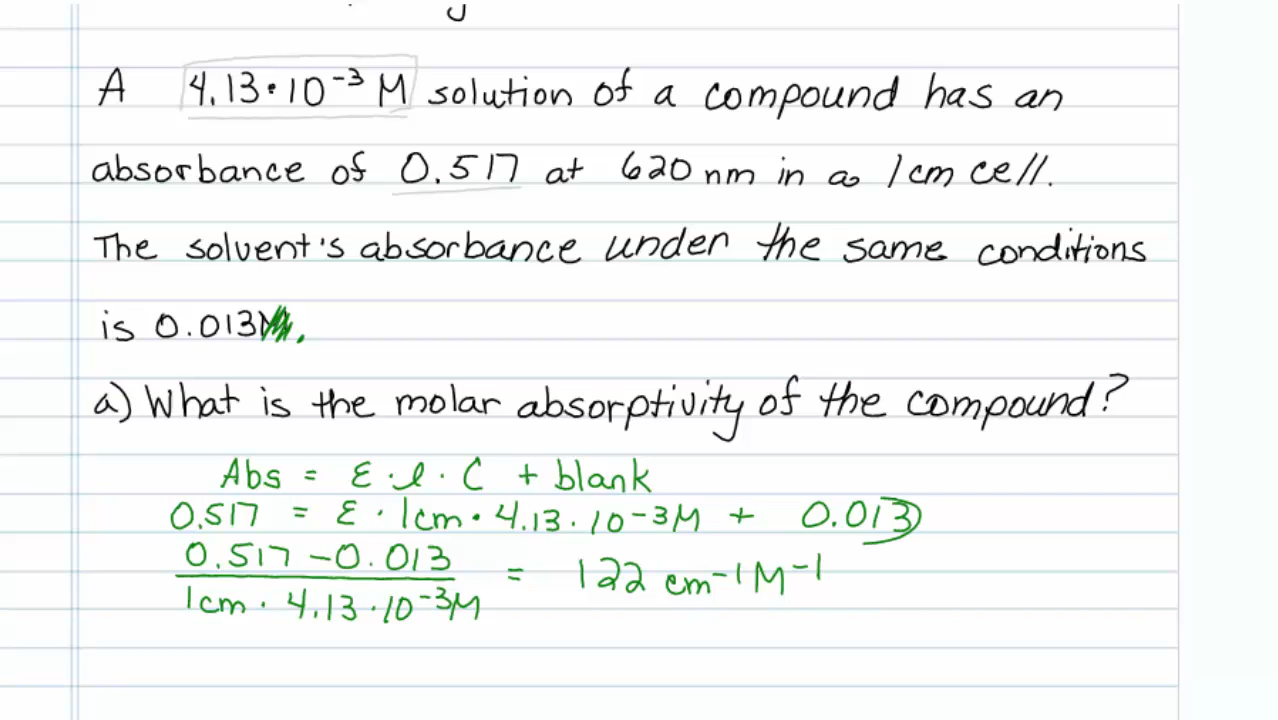 A 4.13·10⁻³ M solution of a compound has an
absorbance of 0.517 at 620 nm in a 1cm cell.
The solvent's absorbance under the same conditions
is 0.013.
a) What is the molar absorptivity of the compound?
Abs = ε · l · C + blank
0.517 = ε · 1cm · 4.13 · 10⁻³M + 0.013
0.517 - 0.013
= 122 cm⁻¹M⁻¹
1cm · 4.13 · 10⁻³M